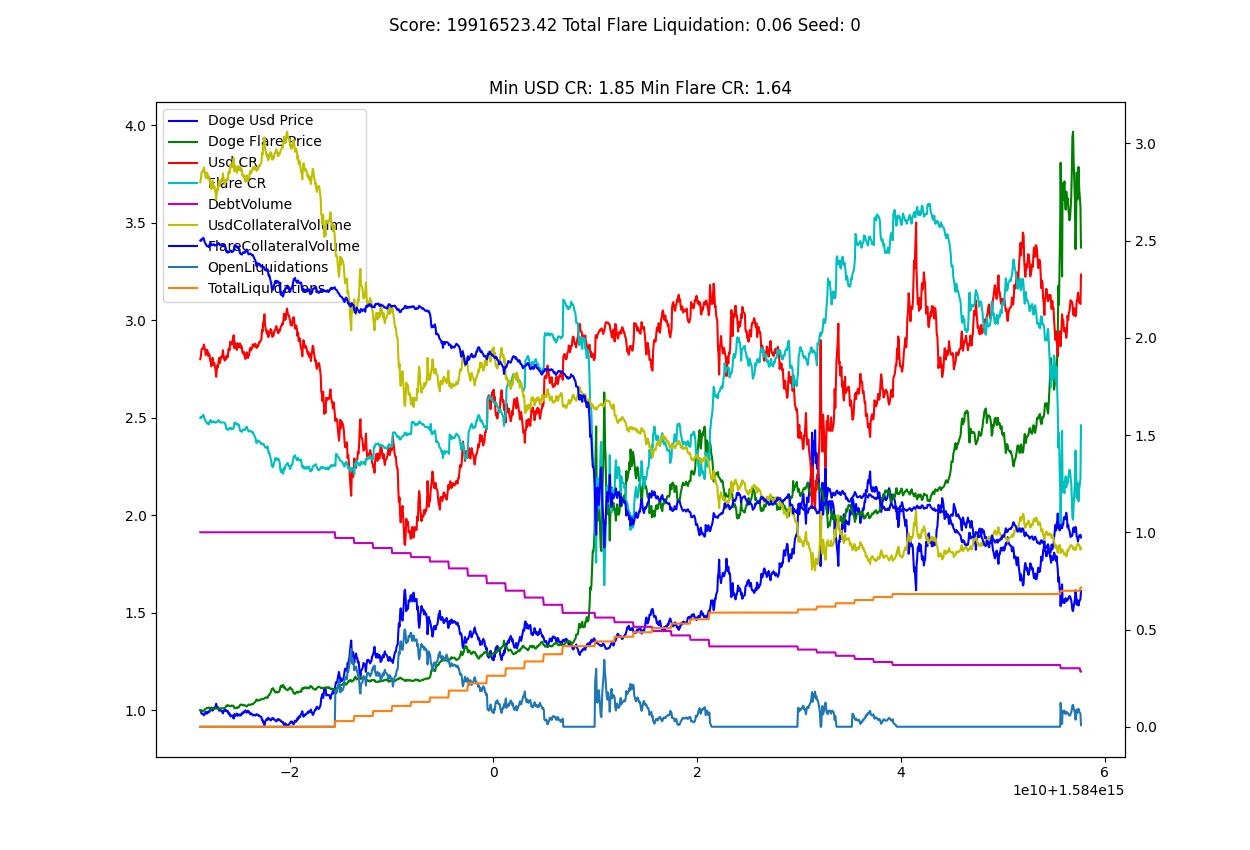 Score: 19916523.42 Total Flare Liquidation: 0.06 Seed: 0
Min USD CR: 1.85 Min Flare CR: 1.64
Doge Usd Price
Doge Flare Price
Usd CR
Flare CR
DebtVolume
UsdCollateralVolume
FlareCollateralVolume
OpenLiquidations
TotalLiquidations
4.0
3.5
3.0
2.5
2.0
1.5
1.0
3.0
2.5
2.0
1.5
1.0
0.5
0.0
−2 0 2 4 6
1e10+1.584e15